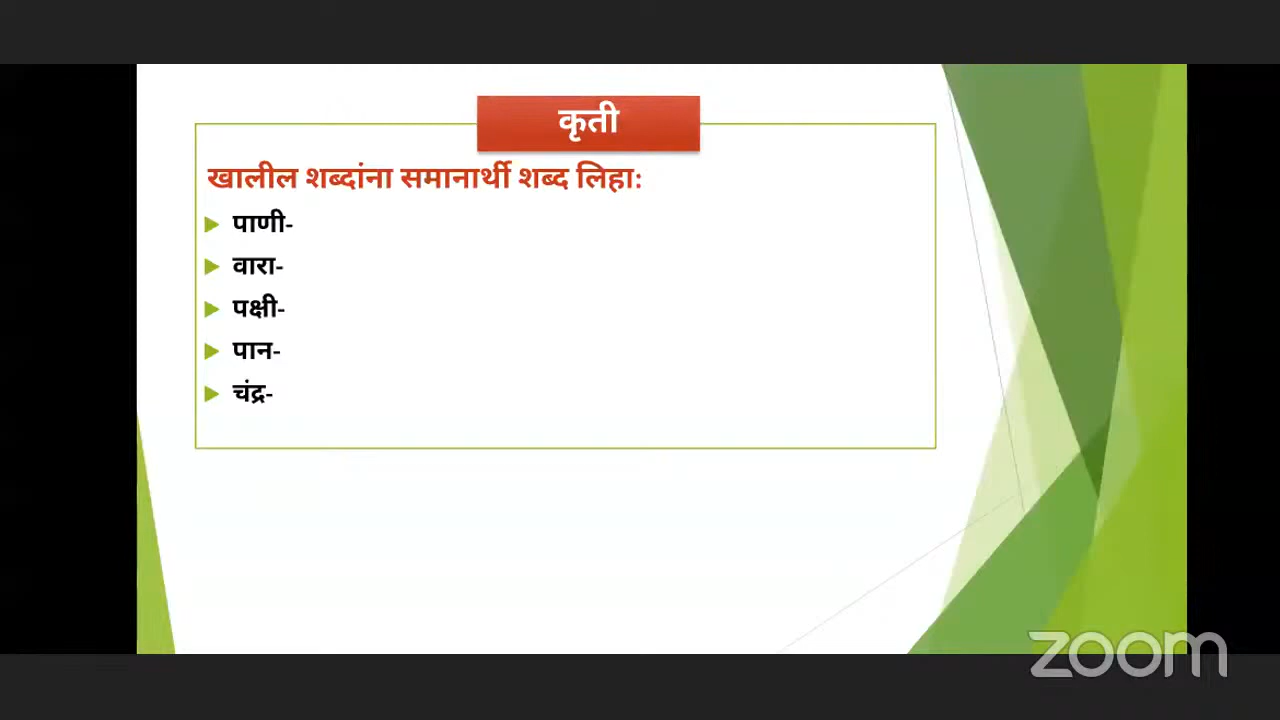 कृती
खालील शब्दांना समानार्थी शब्द लिहा:
पाणी-
वारा-
पक्षी-
पान-
चंद्र-
zoom